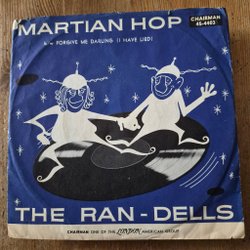 MARTIAN HOP
CHAIRMAN
45-4403
b/w FORGIVE ME DARLING (I HAVE LIED)
THE RAN-DELLS
CHAIRMAN ONE OF THE LONDON AMERICAN GROUP